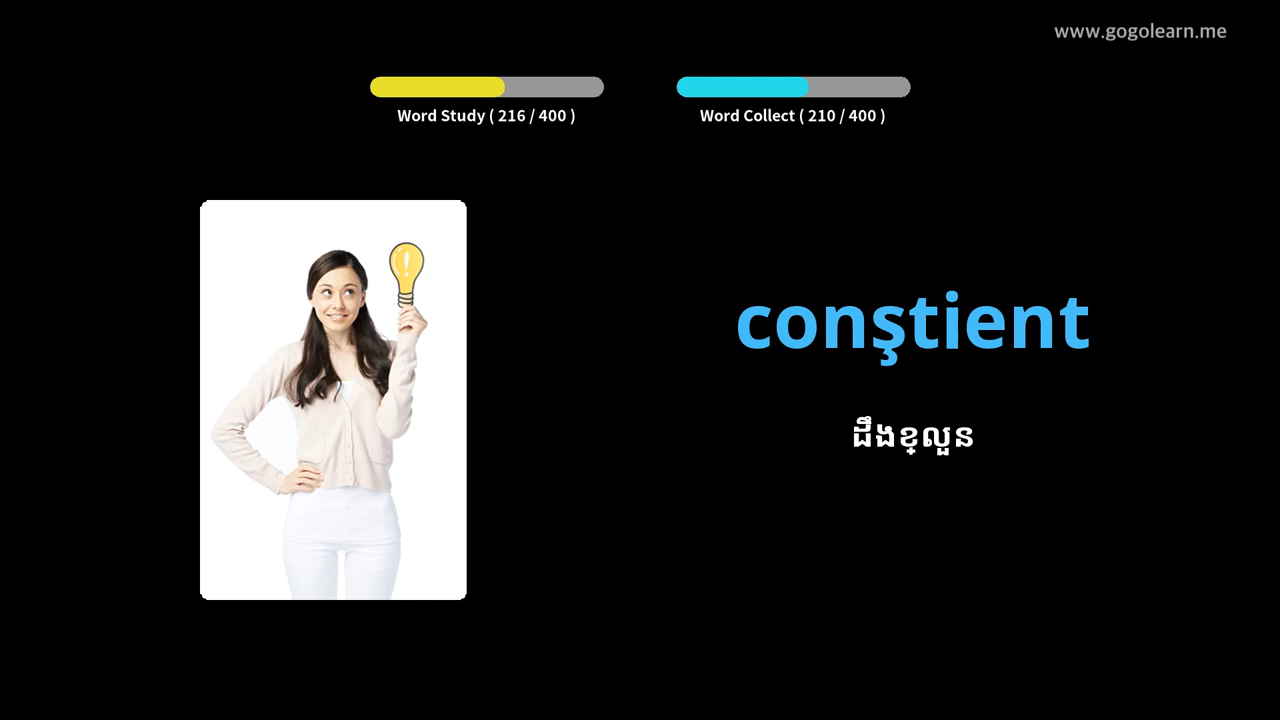 www.gogolearn.me
Word Study ( 216 / 400 )
Word Collect ( 210 / 400 )
conştient
ដឹងខ្លួន